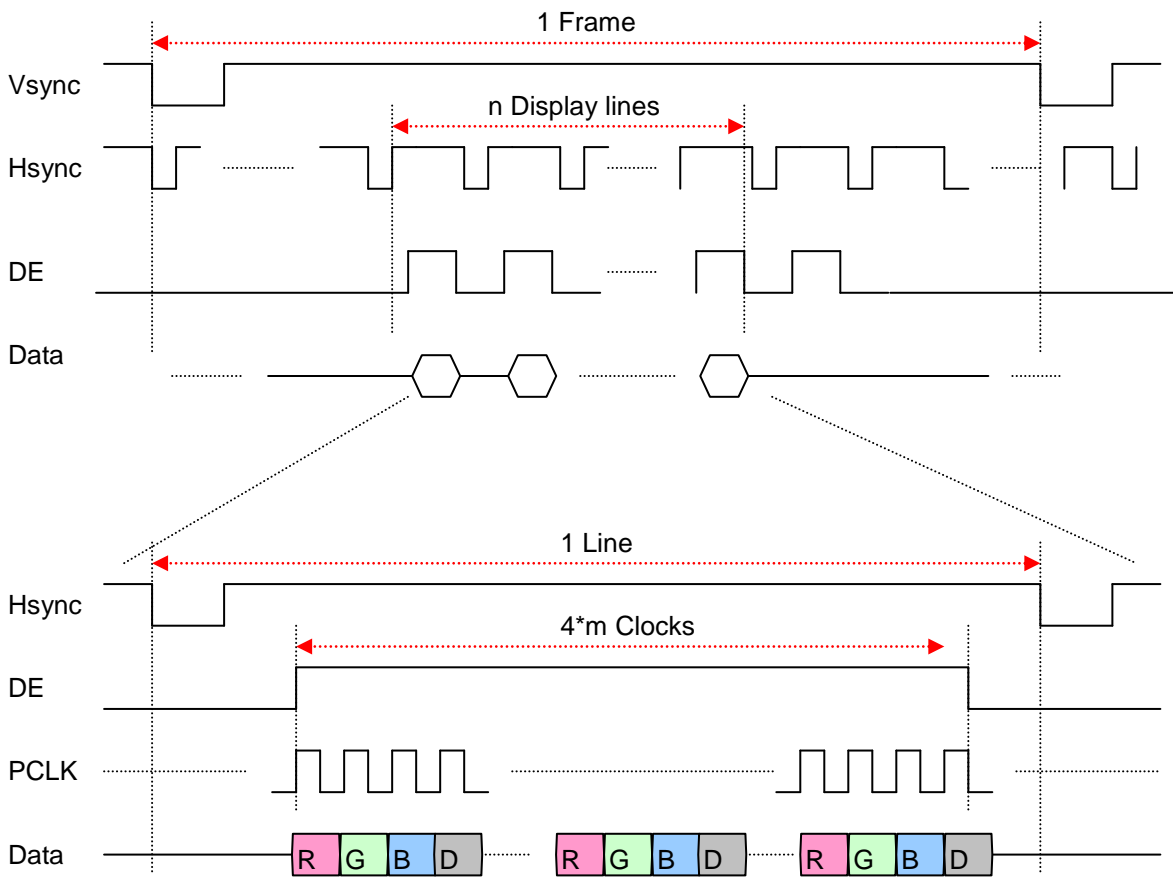 1 Frame
Vsync
n Display lines
Hsync
DE
Data
1 Line
Hsync
4*m Clocks
DE
PCLK
Data R G B D R G B D R G B D